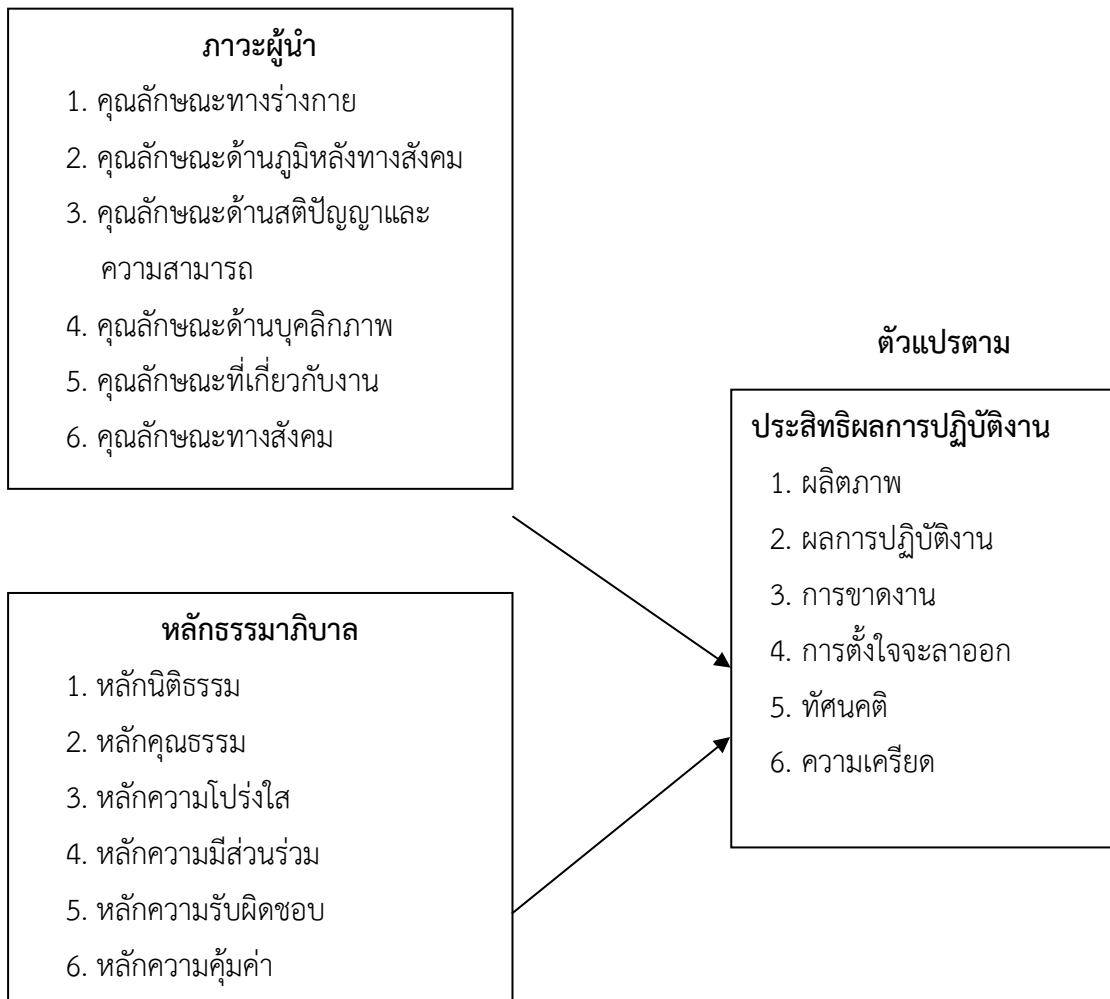 ภาวะผู้นำ
1. คุณลักษณะทางร่างกาย
2. คุณลักษณะด้านภูมิหลังทางสังคม
3. คุณลักษณะด้านสติปัญญาและ
ความสามารถ
4. คุณลักษณะด้านบุคลิกภาพ
5. คุณลักษณะที่เกี่ยวกับงาน
6. คุณลักษณะทางสังคม
หลักธรรมาภิบาล
1. หลักนิติธรรม
2. หลักคุณธรรม
3. หลักความโปร่งใส
4. หลักความมีส่วนร่วม
5. หลักความรับผิดชอบ
6. หลักความคุ้มค่า
ตัวแปรตาม
ประสิทธิผลการปฏิบัติงาน
1. ผลิตภาพ
2. ผลการปฏิบัติงาน
3. การขาดงาน
4. การตั้งใจจะลาออก
5. ทัศนคติ
6. ความเครียด